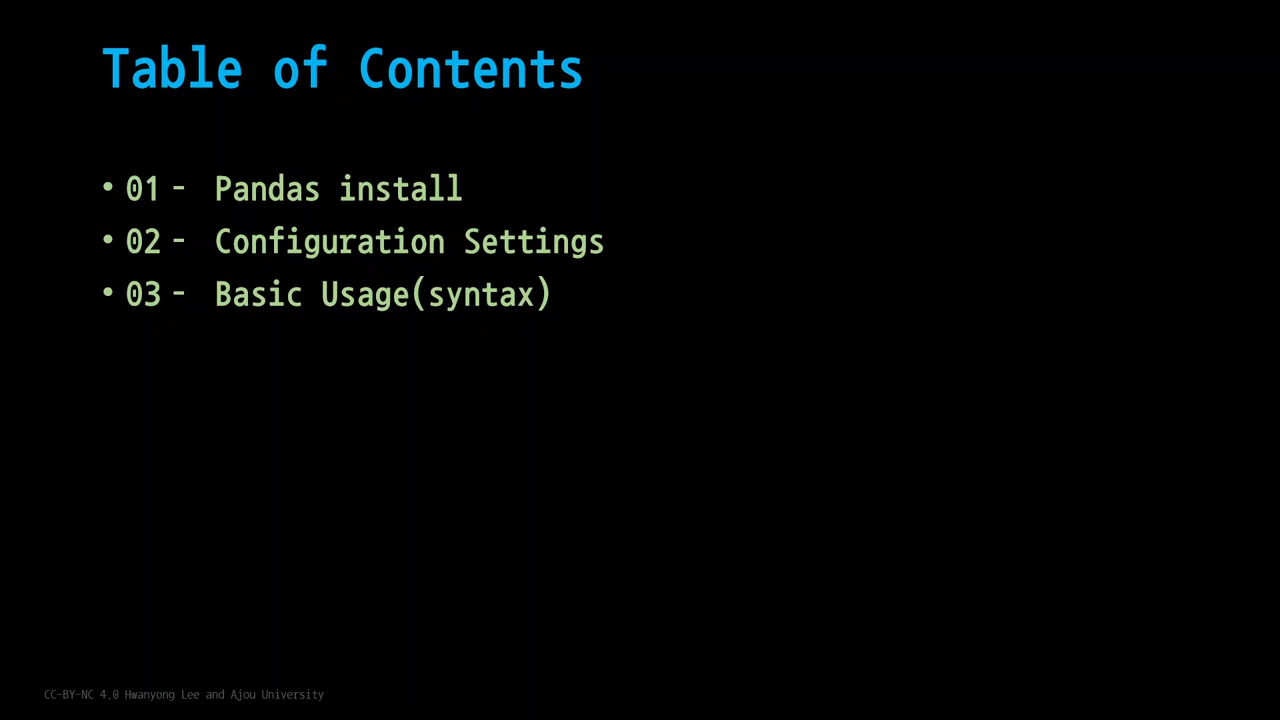 Table of Contents
• 01 - Pandas install
• 02 - Configuration Settings
• 03 - Basic Usage(syntax)
CC-BY-NC 4.0 Hwanyong Lee and Ajou University